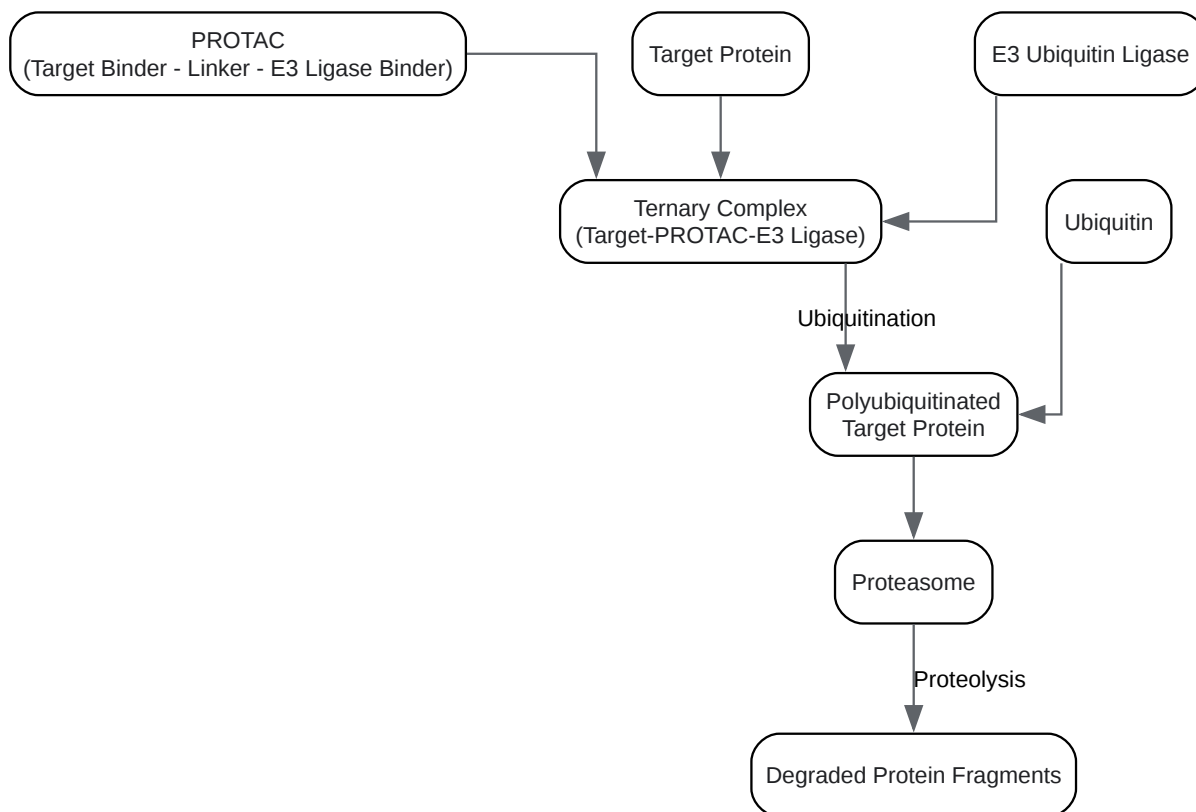 PROTAC
(Target Binder - Linker - E3 Ligase Binder)
Target Protein
E3 Ubiquitin Ligase
Ternary Complex
(Target-PROTAC-E3 Ligase)
Ubiquitin
Ubiquitination
Polyubiquitinated
Target Protein
Proteasome
Proteolysis
Degraded Protein Fragments